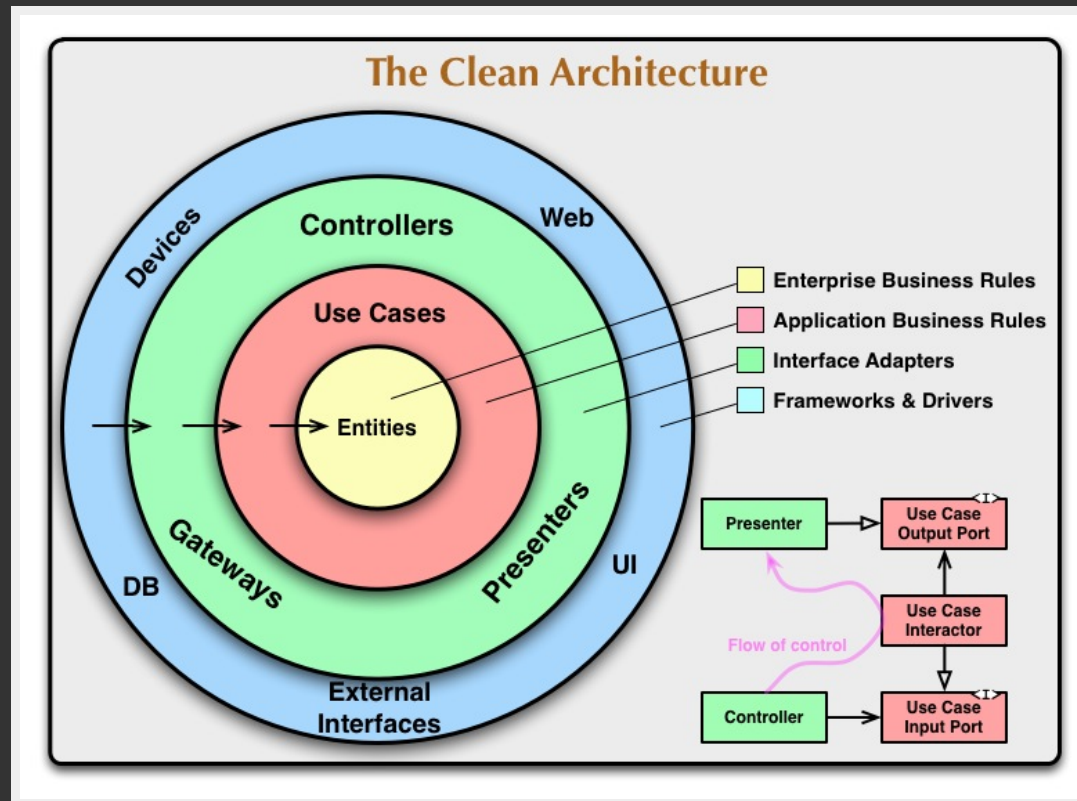 The Clean Architecture
Devices
Controllers
Web
Use Cases
Entities
Gateways
Presenters
DB
UI
External
Interfaces
Enterprise Business Rules
Application Business Rules
Interface Adapters
Frameworks & Drivers
Presenter
<I>
Use Case
Output Port
Use Case
Interactor
Flow of control
Controller
<I>
Use Case
Input Port